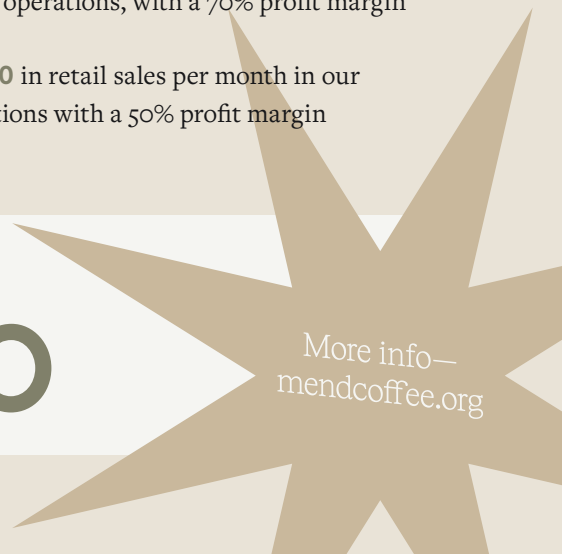 operations, with a 70% profit margin
0 in retail sales per month in our
tions with a 50% profit margin
o
More info—
mendcoffee.org